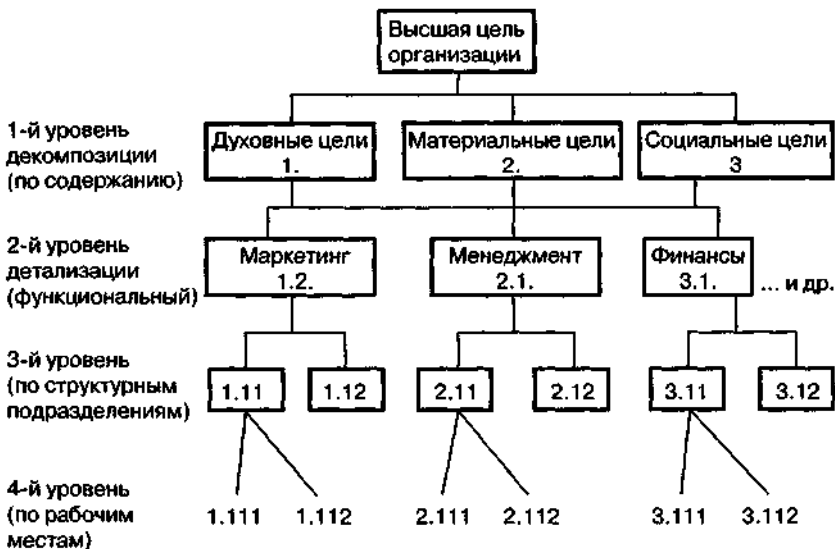 Высшая цель
организации
1-й уровень
декомпозиции
(по содержанию)
Духовные цели
1.
Материальные цели
2.
Социальные цели
3
2-й уровень
детализации
(функциональный)
Маркетинг
1.2.
Менеджмент
2.1.
Финансы
3.1.
... и др.
3-й уровень
(по структурным
подразделениям)
1.11
1.12
2.11
2.12
3.11
3.12
4-й уровень
(по рабочим
местам)
1.111
1.112
2.111
2.112
3.111
3.112